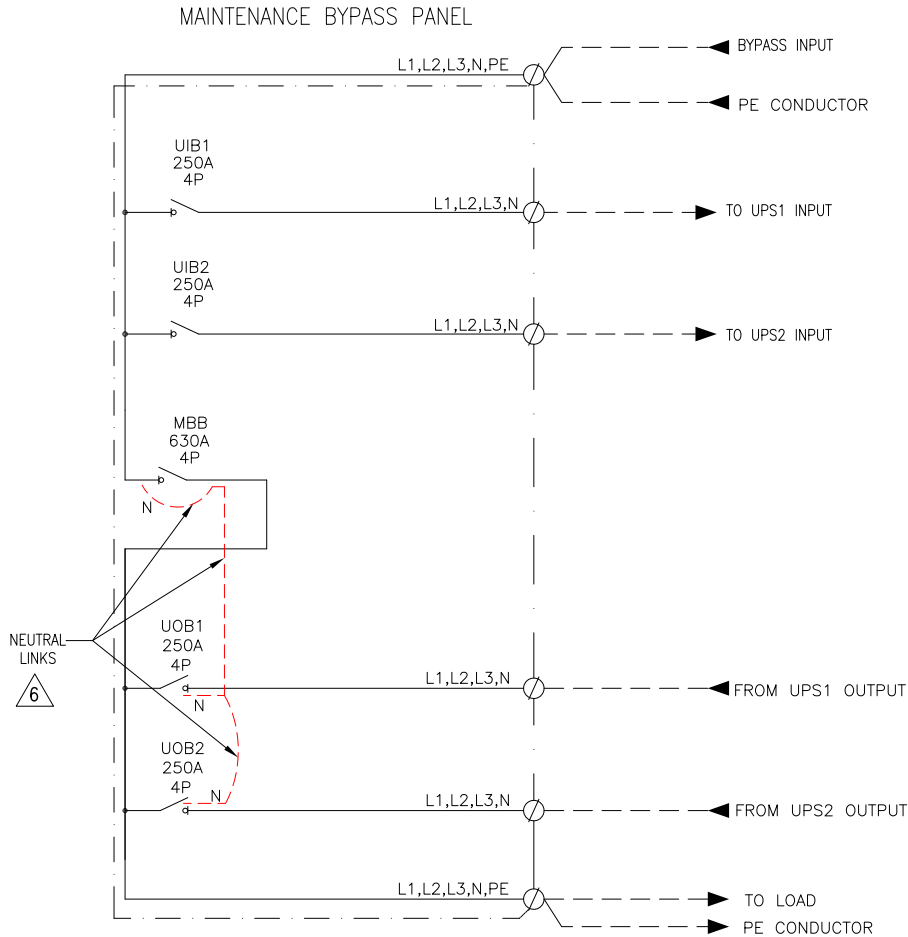 MAINTENANCE BYPASS PANEL
L1,L2,L3,N,PE
BYPASS INPUT
PE CONDUCTOR
UIB1
250A
4P
L1,L2,L3,N
TO UPS1 INPUT
UIB2
250A
4P
L1,L2,L3,N
TO UPS2 INPUT
MBB
630A
4P
N
NEUTRAL
LINKS
6
UOB1
250A
4P
N
L1,L2,L3,N
FROM UPS1 OUTPUT
UOB2
250A
4P
N
L1,L2,L3,N
FROM UPS2 OUTPUT
L1,L2,L3,N,PE
TO LOAD
PE CONDUCTOR